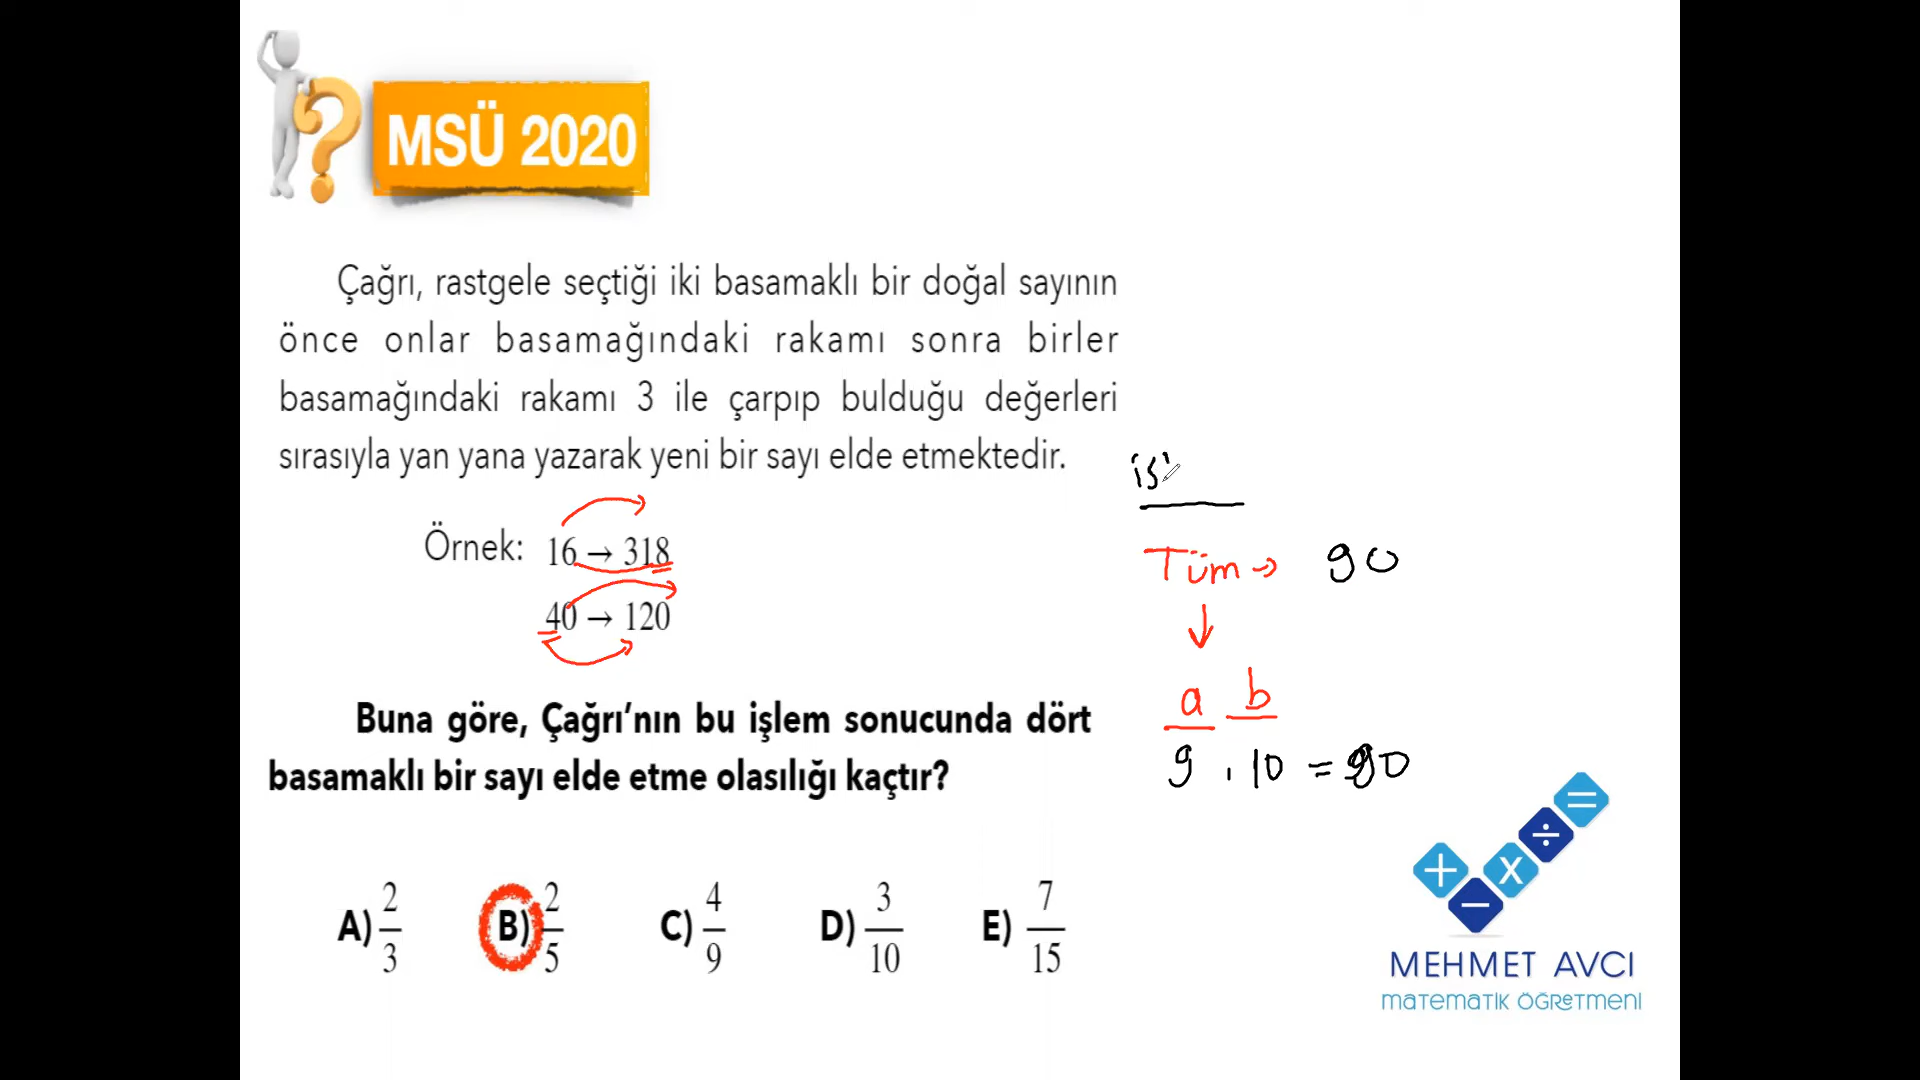 MSÜ 2020
Çağrı, rastgele seçtiği iki basamaklı bir doğal sayının
önce onlar basamağındaki rakamı sonra birler
basamağındaki rakamı 3 ile çarpıp bulduğu değerleri
sırasıyla yan yana yazarak yeni bir sayı elde etmektedir.
Örnek: 16 → 318
40 → 120
Buna göre, Çağrı’nın bu işlem sonucunda dört
basamaklı bir sayı elde etme olasılığı kaçtır?
A) 2/3 B) 2/5 C) 4/9 D) 3/10 E) 7/15
is
Tüm → 90
a b
9 . 10 = 90
+ x ÷ = −
MEHMET AVCI
matematik öğretmeni